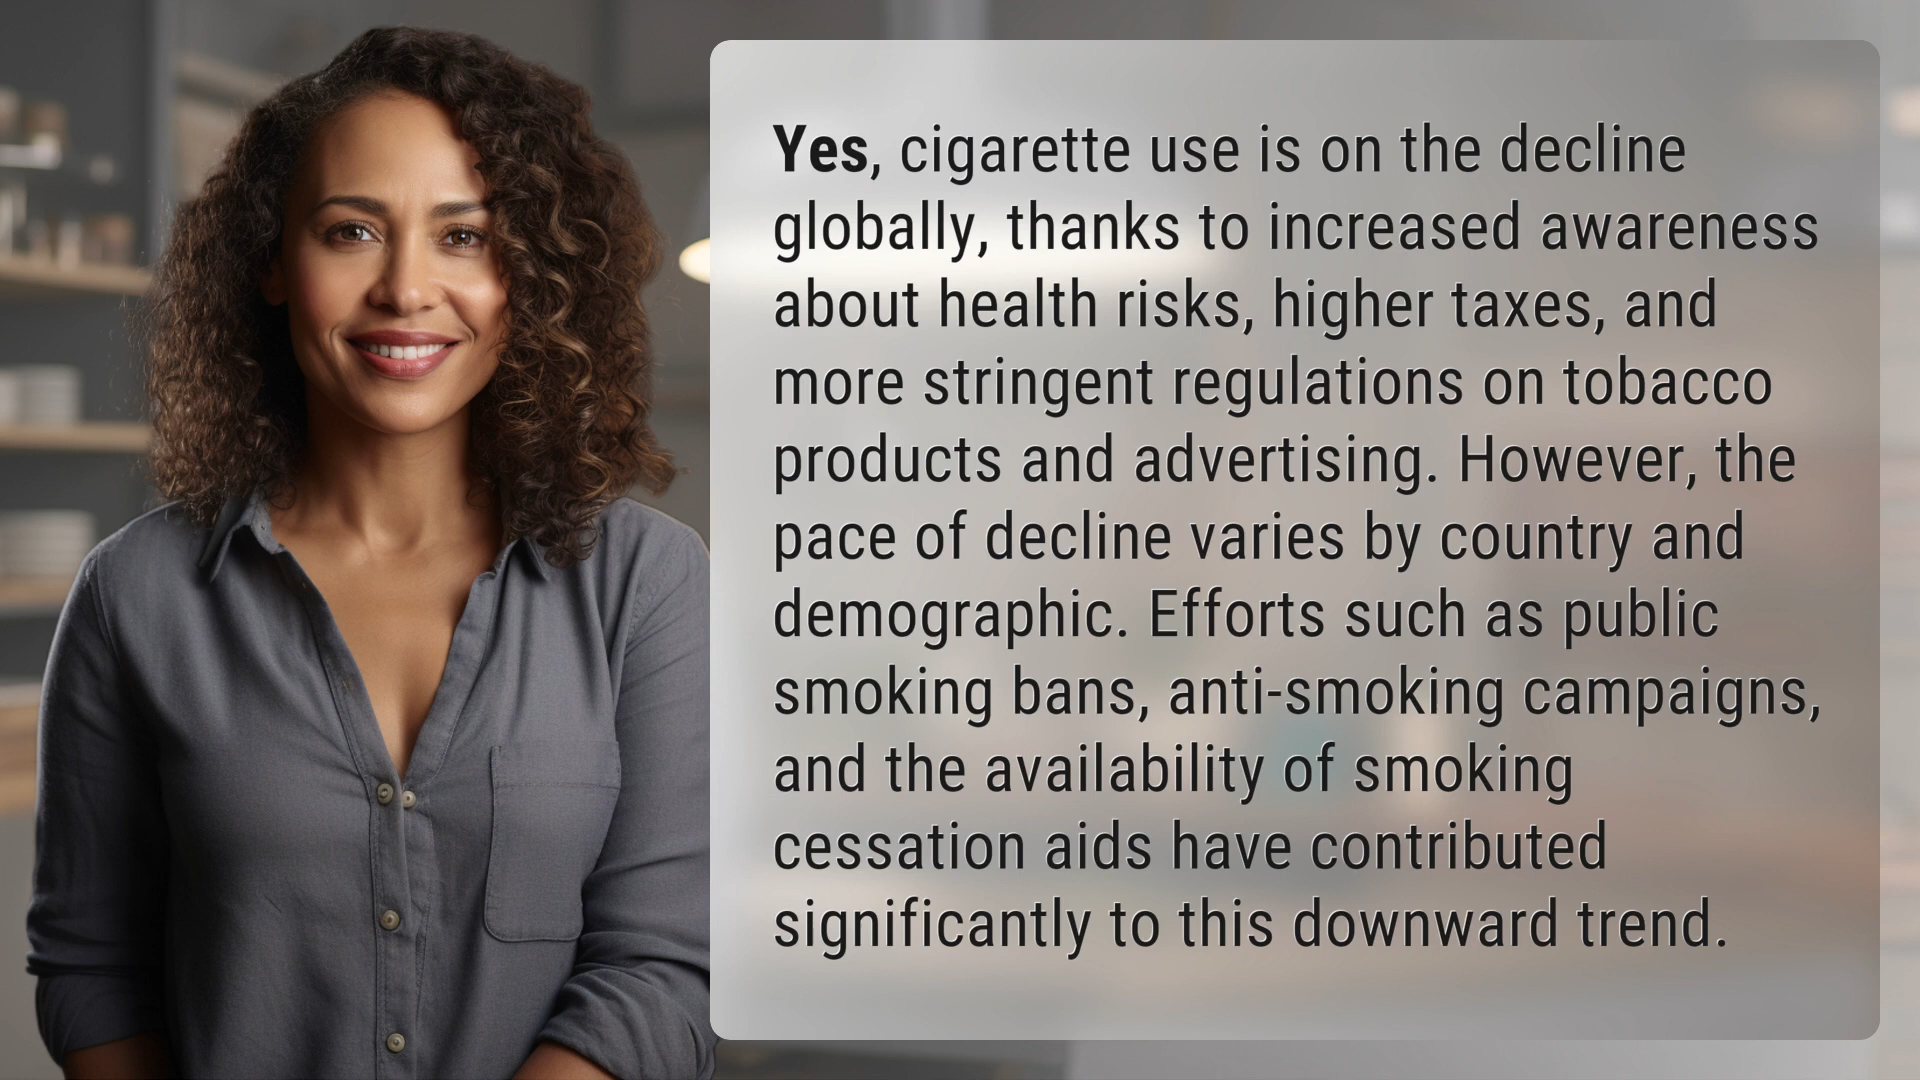 Yes, cigarette use is on the decline
globally, thanks to increased awareness
about health risks, higher taxes, and
more stringent regulations on tobacco
products and advertising. However, the
pace of decline varies by country and
demographic. Efforts such as public
smoking bans, anti-smoking campaigns,
and the availability of smoking
cessation aids have contributed
significantly to this downward trend.